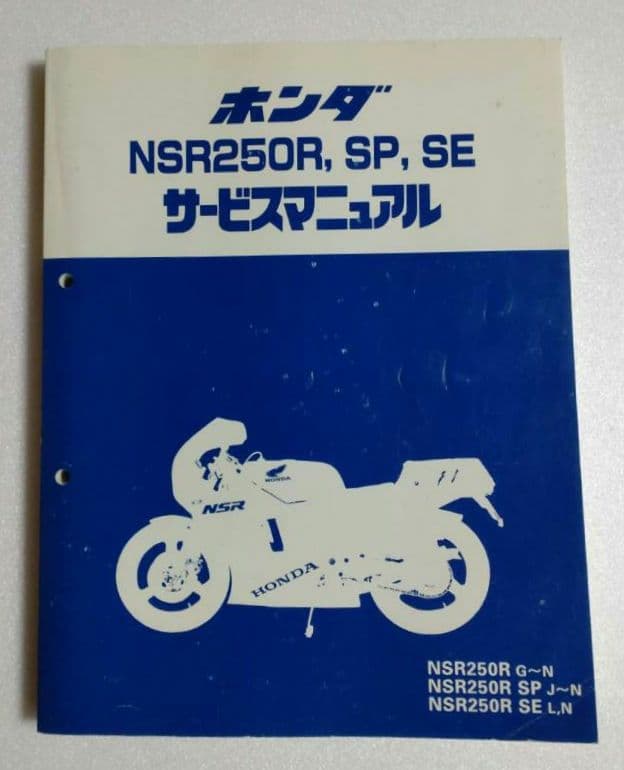 ホンダ
NSR250R, SP, SE
サービスマニュアル
HONDA
NSR
HONDA
NSR250R G～N
NSR250R SP J～N
NSR250R SE L,N